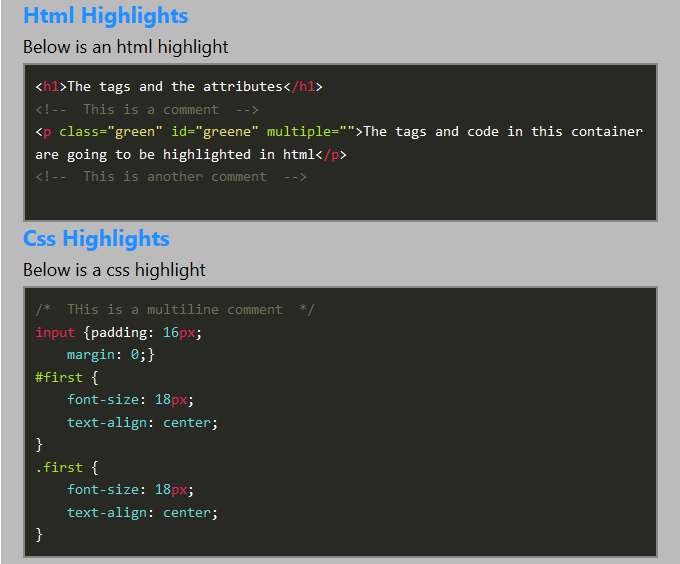 Html Highlights
Below is an html highlight
<h1>The tags and the attributes</h1>
<!--  This is a comment  -->
<p class="green" id="greene" multiple="">The tags and code in this container
are going to be highlighted in html</p>
<!--  This is another comment  -->
Css Highlights
Below is a css highlight
/*  THis is a multiline comment  */
input {padding: 16px;
    margin: 0;}
#first {
    font-size: 18px;
    text-align: center;
}
.first {
    font-size: 18px;
    text-align: center;
}